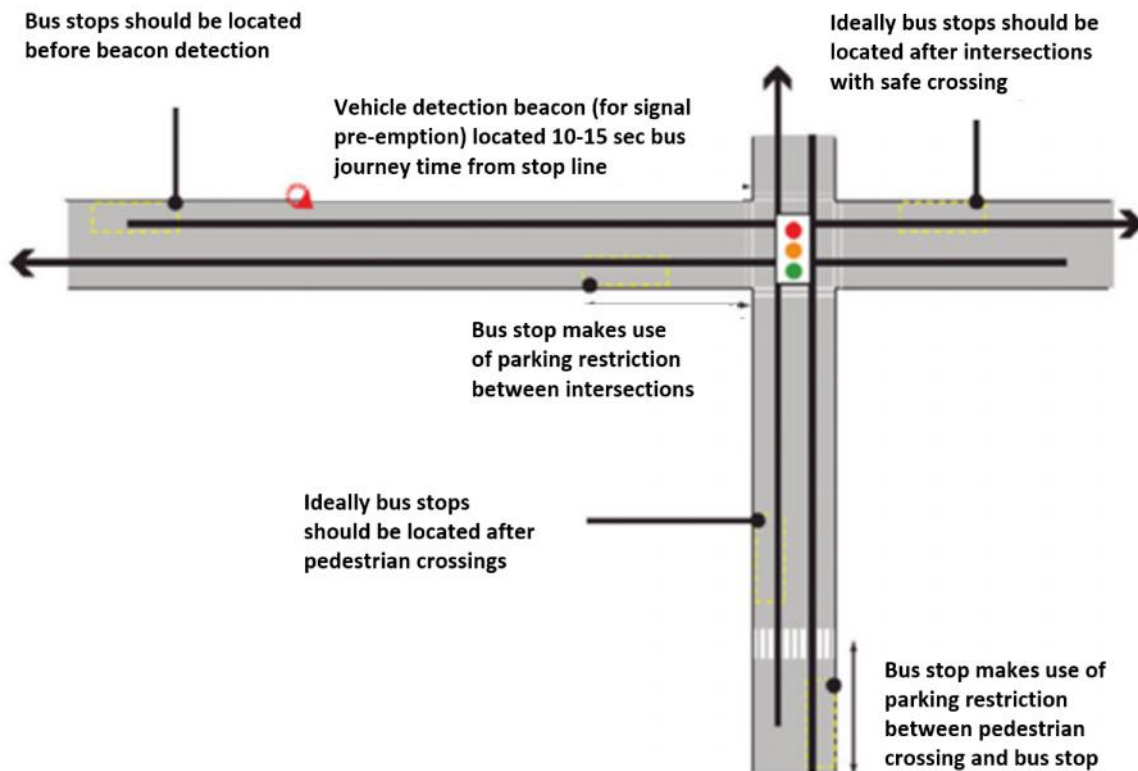 Bus stops should be located
before beacon detection
Ideally bus stops should be
located after intersections
with safe crossing
Vehicle detection beacon (for signal
pre-emption) located 10-15 sec bus
journey time from stop line
Bus stop makes use
of parking restriction
between intersections
Ideally bus stops
should be located after
pedestrian crossings
Bus stop makes use of
parking restriction
between pedestrian
crossing and bus stop